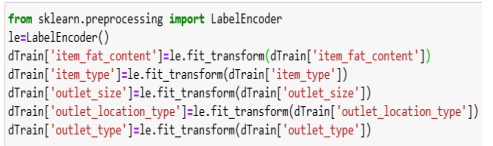 from sklearn.preprocessing import LabelEncoder
le=LabelEncoder()
dTrain['item_fat_content']=le.fit_transform(dTrain['item_fat_content'])
dTrain['item_type']=le.fit_transform(dTrain['item_type'])
dTrain['outlet_size']=le.fit_transform(dTrain['outlet_size'])
dTrain['outlet_location_type']=le.fit_transform(dTrain['outlet_location_type'])
dTrain['outlet_type']=le.fit_transform(dTrain['outlet_type'])